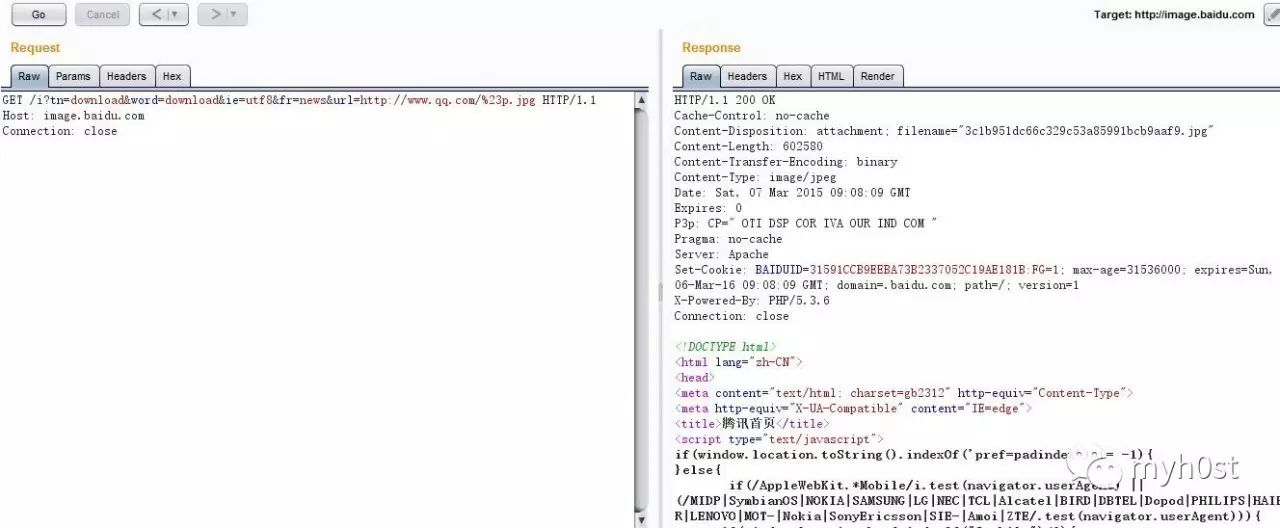 Go Cancel < > Target: http://image.baidu.com
Request
Raw Params Headers Hex
GET /i?tn=download&word=download&ie=utf8&fr=news&url=http://www.qq.com/%23p.jpg HTTP/1.1
Host: image.baidu.com
Connection: close
Response
Raw Headers Hex HTML Render
HTTP/1.1 200 OK
Cache-Control: no-cache
Content-Disposition: attachment; filename="3c1b951dc66c329c53a85991bcb9aaf9.jpg"
Content-Length: 602580
Content-Transfer-Encoding: binary
Content-Type: image/jpeg
Date: Sat, 07 Mar 2015 09:08:09 GMT
Expires: 0
P3p: CP=" OTI DSP COR IVA OUR IND COM "
Pragma: no-cache
Server: Apache
Set-Cookie: BAIDUID=31591CCB9EEBA73B2337052C19AE181B:FG=1; max-age=31536000; expires=Sun,
06-Mar-16 09:08:09 GMT; domain=.baidu.com; path=/; version=1
X-Powered-By: PHP/5.3.6
Connection: close
<!DOCTYPE html>
<html lang="zh-CN">
<head>
<meta content="text/html; charset=gb2312" http-equiv="Content-Type">
<meta http-equiv="X-UA-Compatible" content="IE=edge">
<title>腾讯首页</title>
<script type="text/javascript">
if(window.location.toString().indexOf('pref=padinde = -1){
}else{
if(/AppleWebKit.*Mobile/i.test(navigator.userAgent) ||
(/MIDP|SymbianOS|NOKIA|SAMSUNG|LG|NEC|TCL|Alcatel|BIRD|DBTEL|Dopod|PHILIPS|HAIE
R|LENOVO|MOT-|Nokia|SonyEricsson|SIE-|Amoi|ZTE/.test(navigator.userAgent))){
myh0st